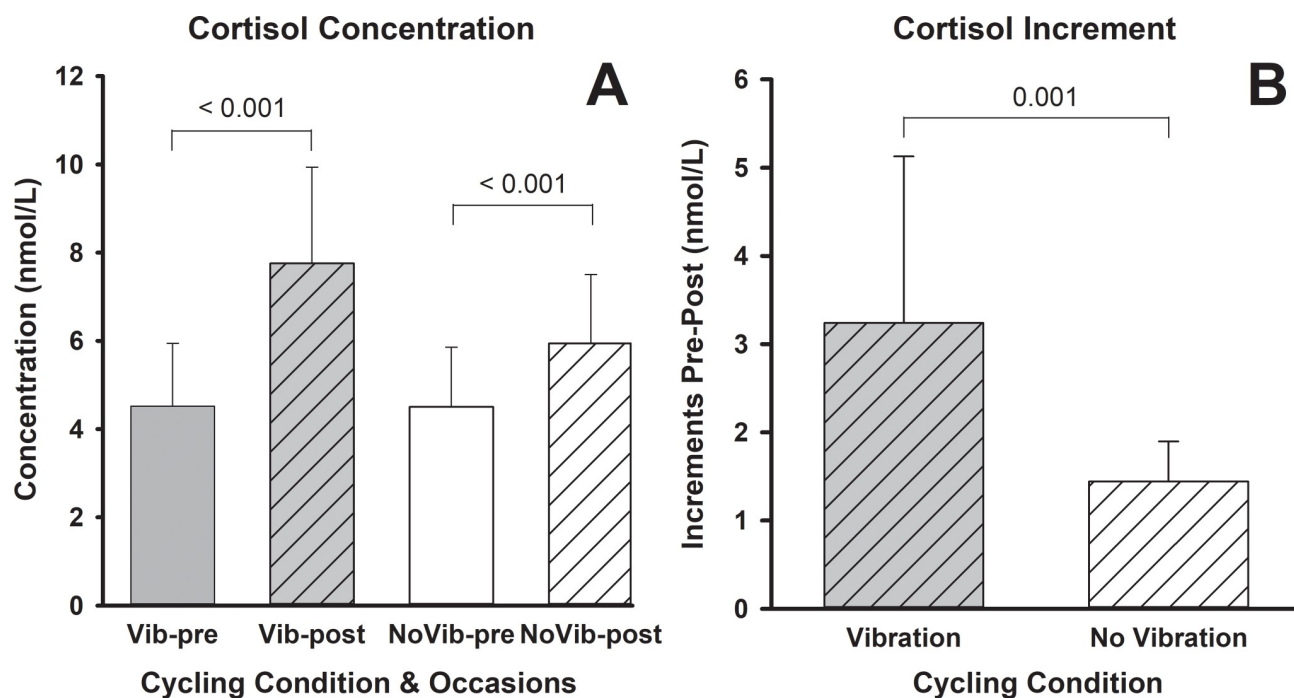 Cortisol Concentration
A
Concentration (nmol/L)
12
10
8
6
4
2
0
< 0.001
< 0.001
Vib-pre Vib-post NoVib-pre NoVib-post
Cycling Condition & Occasions
Cortisol Increment
B
Increments Pre-Post (nmol/L)
6
5
4
3
2
1
0
0.001
Vibration No Vibration
Cycling Condition